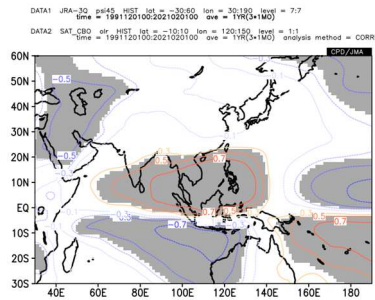 DATA1 JRA-3Q psi45 HIST lat = -30:60 lon = 30:190 level = 7:7
time = 1991120100:2021020100 ave = 1YR(3*1MO)
DATA2 SAT_CBO olr HIST lat = -10:10 lon = 120:150 level = 1:1
time = 1991120100:2021020100 ave = 1YR(3*1MO) analysis method = CORR
CPD/JMA
60N
50N
40N
30N
20N
10N
EQ
10S
20S
30S
-0.5
-0.5
0.7
0.5
-0.7
0.7
40E
60E
80E
100E
120E
140E
160E
180